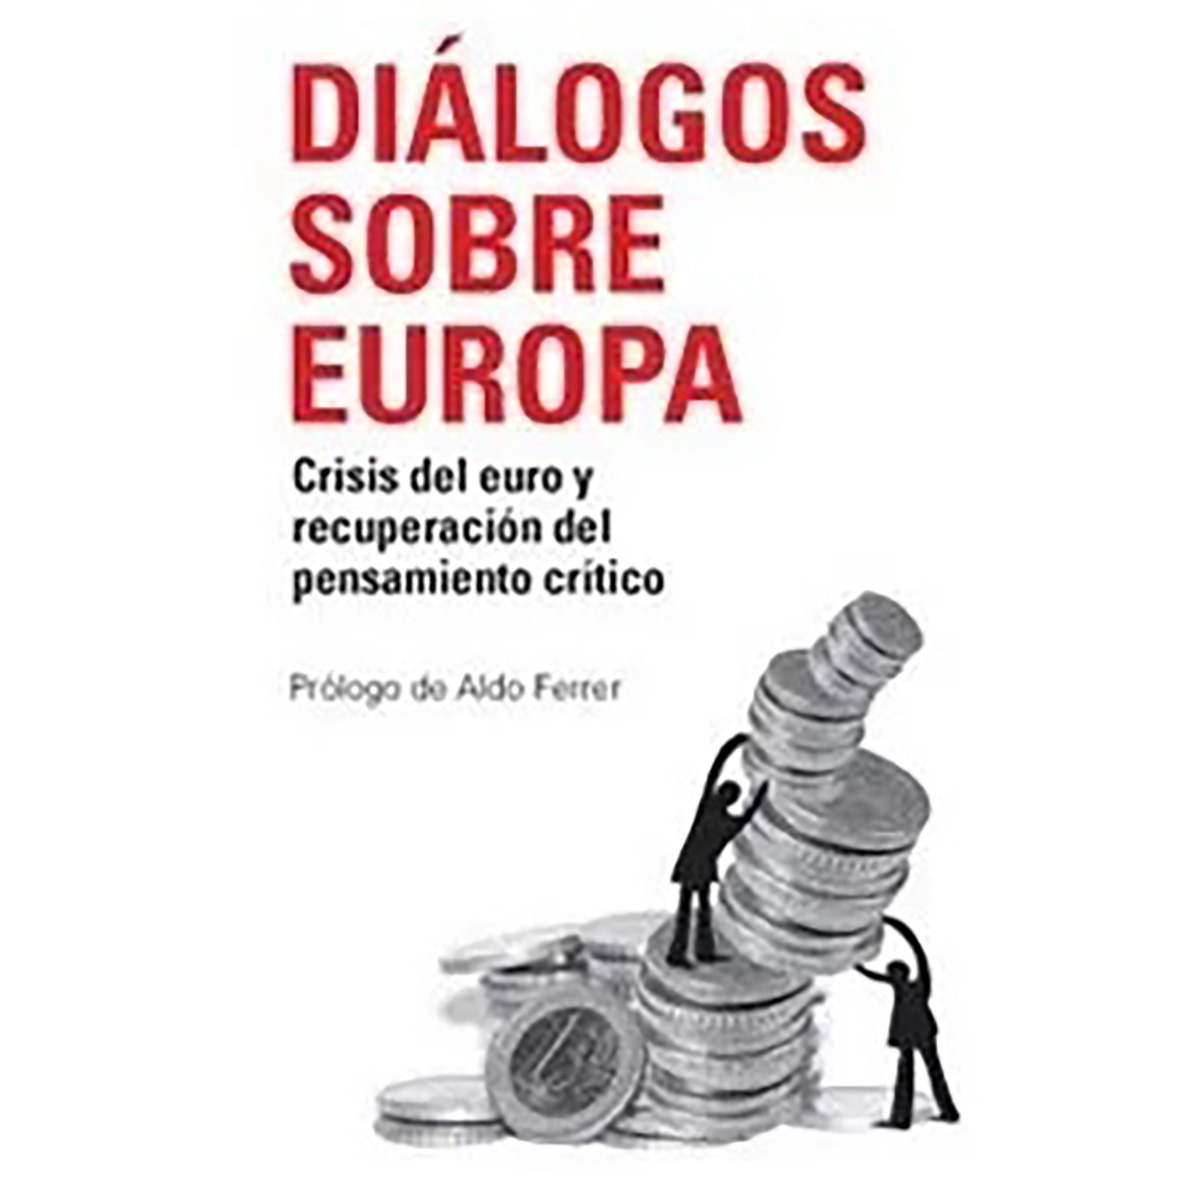 DIÁLOGOS
SOBRE
EUROPA
Crisis del euro y
recuperación del
pensamiento crítico
Prólogo de Aldo Ferrer